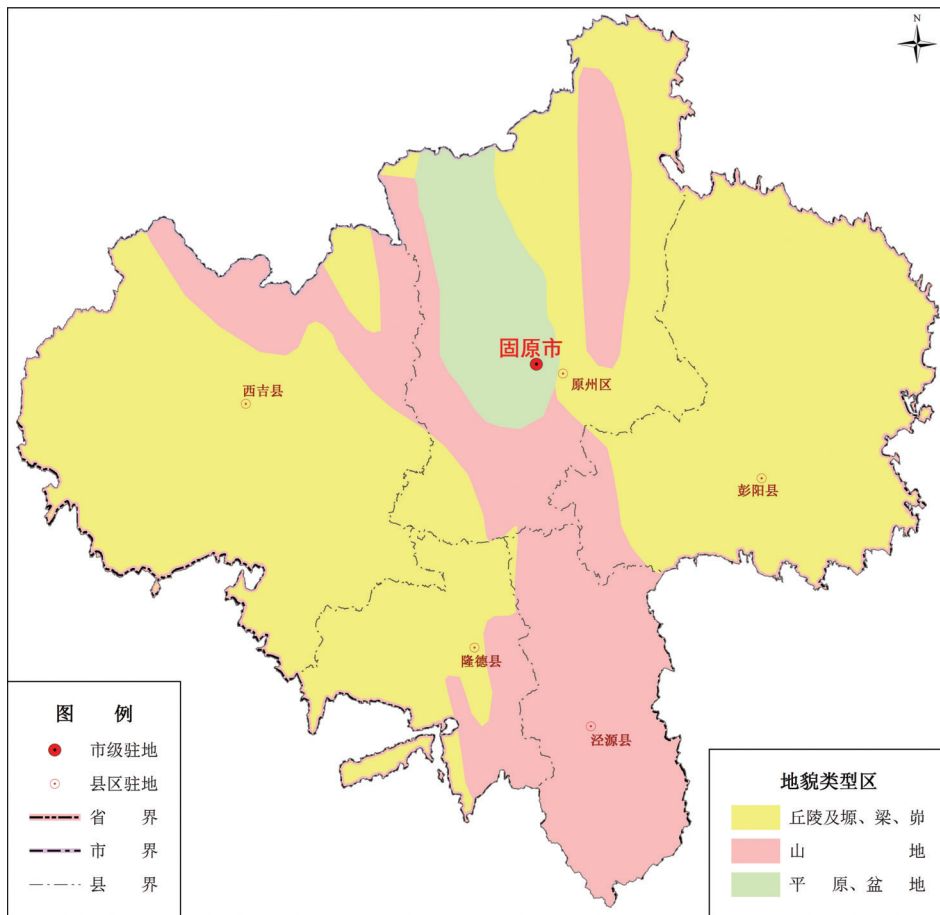 N
固原市
原州区
西吉县
彭阳县
隆德县
泾源县
图 例
市级驻地
县区驻地
省 界
市 界
县 界
地貌类型区
丘陵及塬、梁、峁
山 地
平 原、盆 地